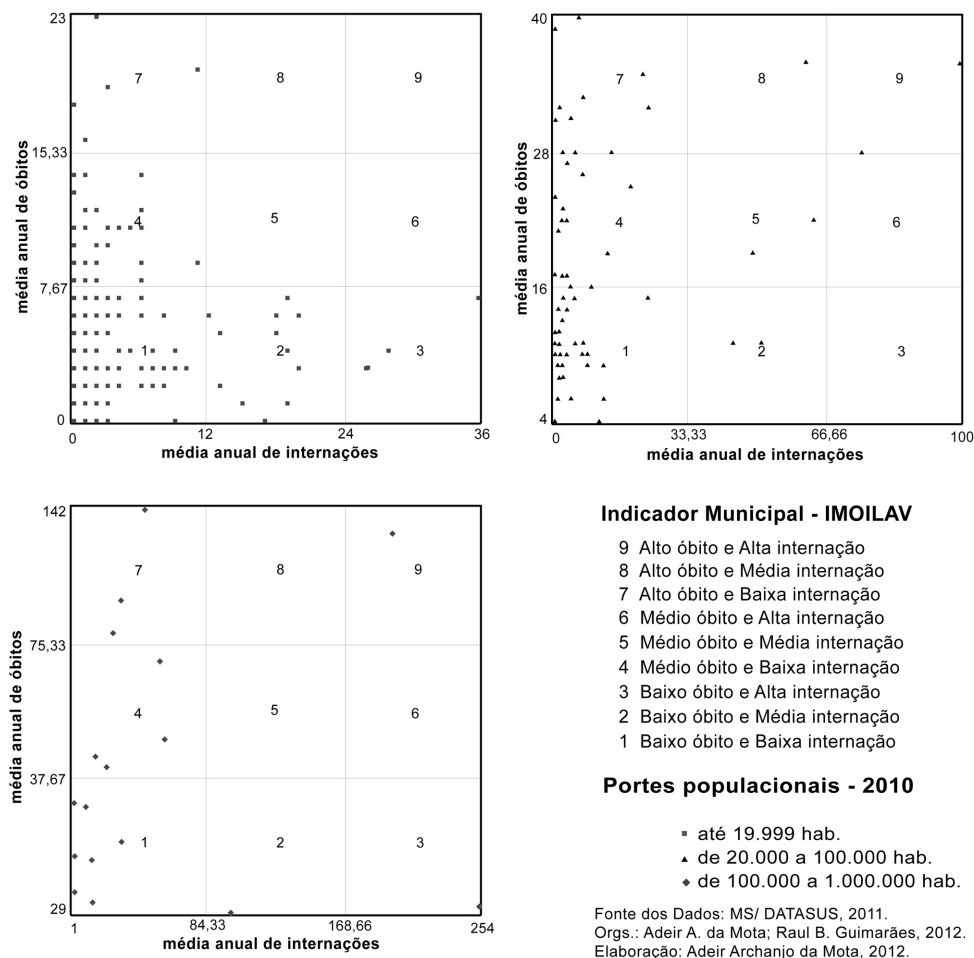 23
7
8
9
15,33
4
5
6
7,67
1
2
3
0
0
12
24
36
média anual de óbitos
média anual de internações
40
7
8
9
28
4
5
6
16
1
2
3
4
0
33,33
66,66
100
média anual de óbitos
média anual de internações
142
7
8
9
75,33
4
5
6
37,67
1
2
3
29
1
84,33
168,66
254
média anual de óbitos
média anual de internações
Indicador Municipal - IMOILAV
9 Alto óbito e Alta internação
8 Alto óbito e Média internação
7 Alto óbito e Baixa internação
6 Médio óbito e Alta internação
5 Médio óbito e Média internação
4 Médio óbito e Baixa internação
3 Baixo óbito e Alta internação
2 Baixo óbito e Média internação
1 Baixo óbito e Baixa internação
Portes populacionais - 2010
até 19.999 hab.
de 20.000 a 100.000 hab.
de 100.000 a 1.000.000 hab.
Fonte dos Dados: MS/ DATASUS, 2011.
Orgs.: Adeir A. da Mota; Raul B. Guimarães, 2012.
Elaboração: Adeir Archanjo da Mota, 2012.